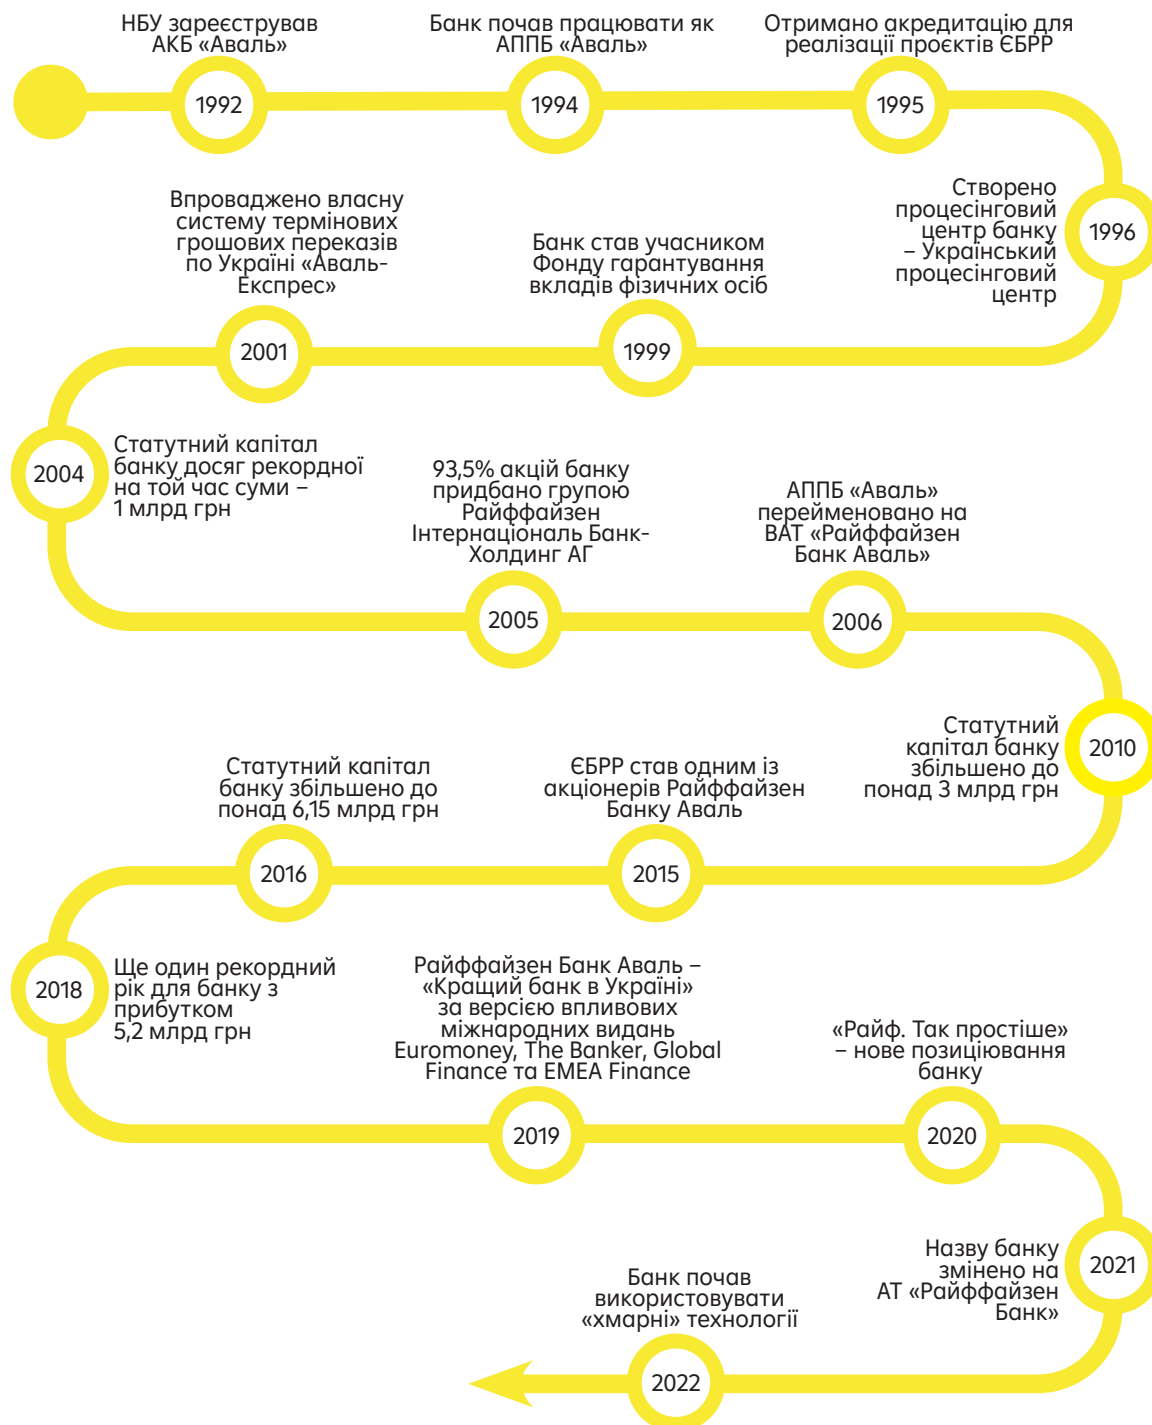 НБУ зареєстрував
АКБ «Аваль»
1992
Банк почав працювати як
АППБ «Аваль»
1994
Отримано акредитацію для
реалізації проєктів ЄБРР
1995
Створено
процесінговий
центр банку
– Український
процесінговий
центр
1996
Банк став учасником
Фонду гарантування
вкладів фізичних осіб
1999
Впроваджено власну
систему термінових
грошових переказів
по Україні «Аваль-
Експрес»
2001
Статутний капітал
банку досяг рекордної
на той час суми –
1 млрд грн
2004
93,5% акцій банку
придбано групою
Райффайзен
Інтернаціональ Банк-
Холдинг АГ
2005
АППБ «Аваль»
перейменовано на
ВАТ «Райффайзен
Банк Аваль»
2006
Статутний
капітал банку
збільшено до
понад 3 млрд грн
2010
ЄБРР став одним із
акціонерів Райффайзен
Банку Аваль
2015
Статутний капітал
банку збільшено до
понад 6,15 млрд грн
2016
Ще один рекордний
рік для банку з
прибутком
5,2 млрд грн
2018
Райффайзен Банк Аваль –
«Кращий банк в Україні»
за версією впливових
міжнародних видань
Euromoney, The Banker, Global
Finance та EMEA Finance
2019
«Райф. Так простіше»
– нове позиціювання
банку
2020
Назву банку
змінено на
АТ «Райффайзен
Банк»
2021
Банк почав
використовувати
«хмарні» технології
2022